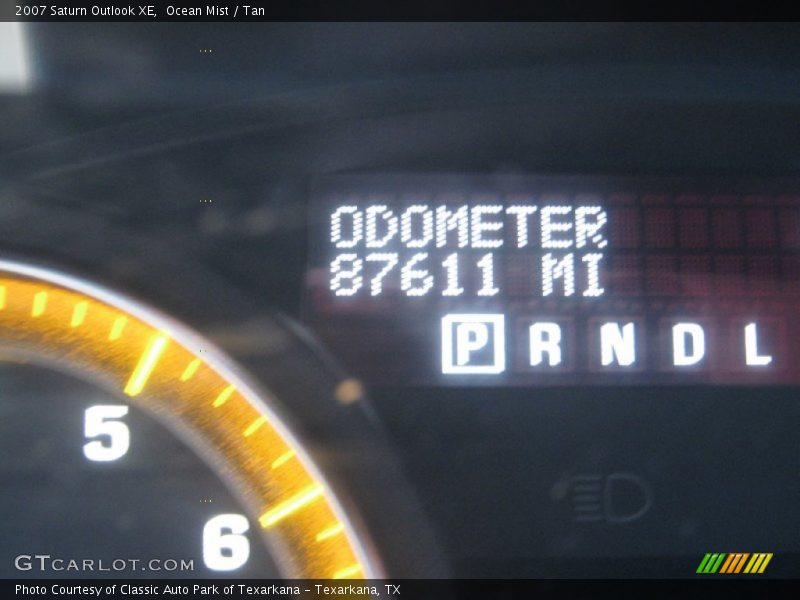 2007 Saturn Outlook XE,  Ocean Mist / Tan
ODOMETER
87611 MI
P R N D L
5
6
GTCARLOT.COM
Photo Courtesy of Classic Auto Park of Texarkana - Texarkana, TX